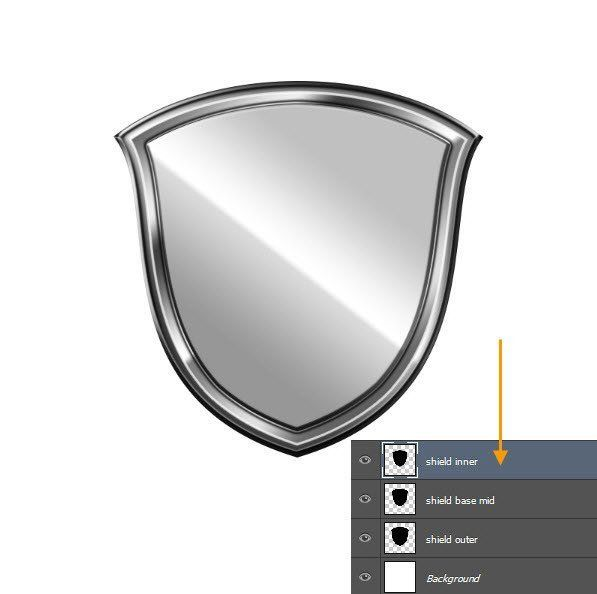 shield inner
shield base mid
shield outer
Background